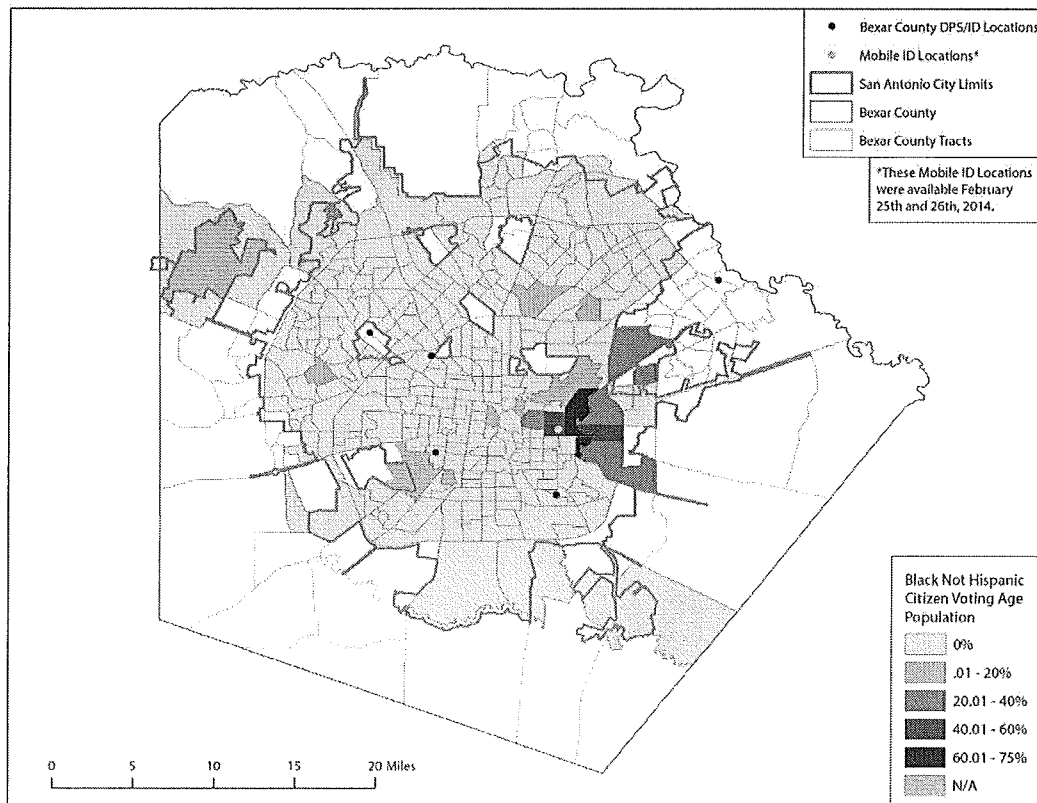 Bexar County DPS/ID Locations
Mobile ID Locations*
San Antonio City Limits
Bexar County
Bexar County Tracts
*These Mobile ID Locations
were available February
25th and 26th, 2014.
Black Not Hispanic
Citizen Voting Age
Population
0%
.01 - 20%
20.01 - 40%
40.01 - 60%
60.01 - 75%
N/A
0 5 10 15 20 Miles